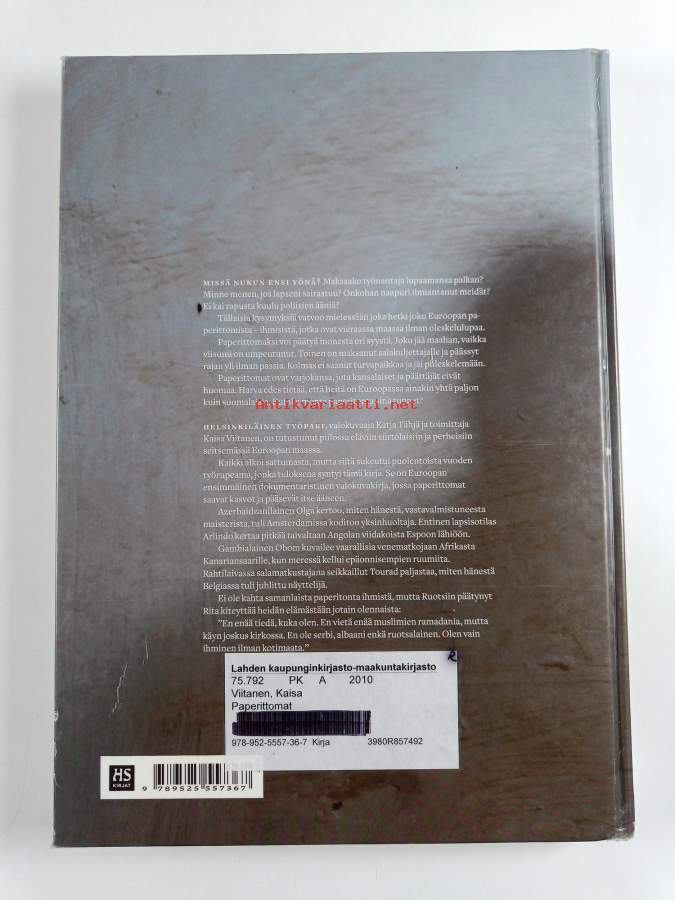 MISSÄ NUKUN ENSI YÖNÄ? Maksaako työnantaja lupaamansa palkan?
Minne menen, jos lapseni sairastuu? Onkohan naapuri ilmiantanut meidät?
Ei kai rapusta kuulu poliisien ääniä?
Tällaisia kysymyksiä vatvoo mielessään joka hetki joku Euroopan pa-
perittomista – ihmisistä, jotka ovat vieraassa maassa ilman oleskelulupaa.
Paperittomaksi voi päätyä monesta eri syystä. Joku jää maahan, vaikka
viisumi on umpeutunut. Toinen on maksanut salakuljettajalle ja päässyt
rajan yli ilman passia. Kolmas ei saanut turvapaikkaa ja jäi piileskelemään.
Paperittomat ovat varjokansa, jota kansalaiset ja päättäjät eivät
huomaa. Harva edes tietää, että heitä on Euroopassa ainakin yhtä paljon
kuin
Antikvariaatti.net
HELSINKILÄINEN TYÖPARI, valokuvaaja Katja Tähjä ja toimittaja
Kaisa Viitanen, on tutustunut piilossa eläviin siirtolaisiin ja perheisiin
seitsemässä Euroopan maassa.
Kaikki alkoi sattumasta, mutta siitä sukeutui puolentoista vuoden
työrupeama, jonka tuloksena syntyi tämä kirja. Se on Euroopan
ensimmäinen dokumentaristinen valokuvakirja, jossa paperittomat
saavat kasvot ja pääsevät itse ääneen.
Azerbaidžanilainen Olga kertoo, miten hänestä, vastavalmistuneesta
maisterista, tuli Amsterdamissa koditon yksinhuoltaja. Entinen lapsisotilas
Arlindo kertaa pitkää taivaltaan Angolan viidakoista Espoon lähiöön.
Gambialainen Obom kuvailee vaarallisia venematkojaan Afrikasta
Kanariansaarille, kun meressä kellui epäonnisempien ruumiita.
Rahtilaivassa salamatkustajana seikkaillut Tourad paljastaa, miten hänestä
Belgiassa tuli juhlittu näyttelijä.
Ei ole kahta samanlaista paperitonta ihmistä, mutta Ruotsiin päätynyt
Rita kiteyttää heidän elämästään jotain olennaista:
"En enää tiedä, kuka olen. En vietä enää muslimien ramadania, mutta
käyn joskus kirkossa. En ole serbi, albaani enkä ruotsalainen. Olen vain
ihminen ilman kotimaata."
Lahden kaupunginkirjasto-maakuntakirjasto
75.792 PK A 2010
Viitanen, Kaisa
Paperittomat
978-952-5557-36-7 Kirja 3980R857492
HS
KIRJAT
9 789525 557367